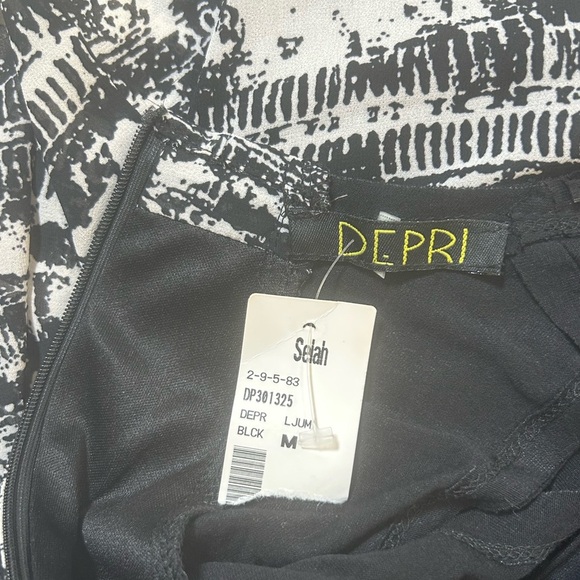 DEPRI
Selah
2-9-5-83
DP301325
DEPR LJUM
BLCK M